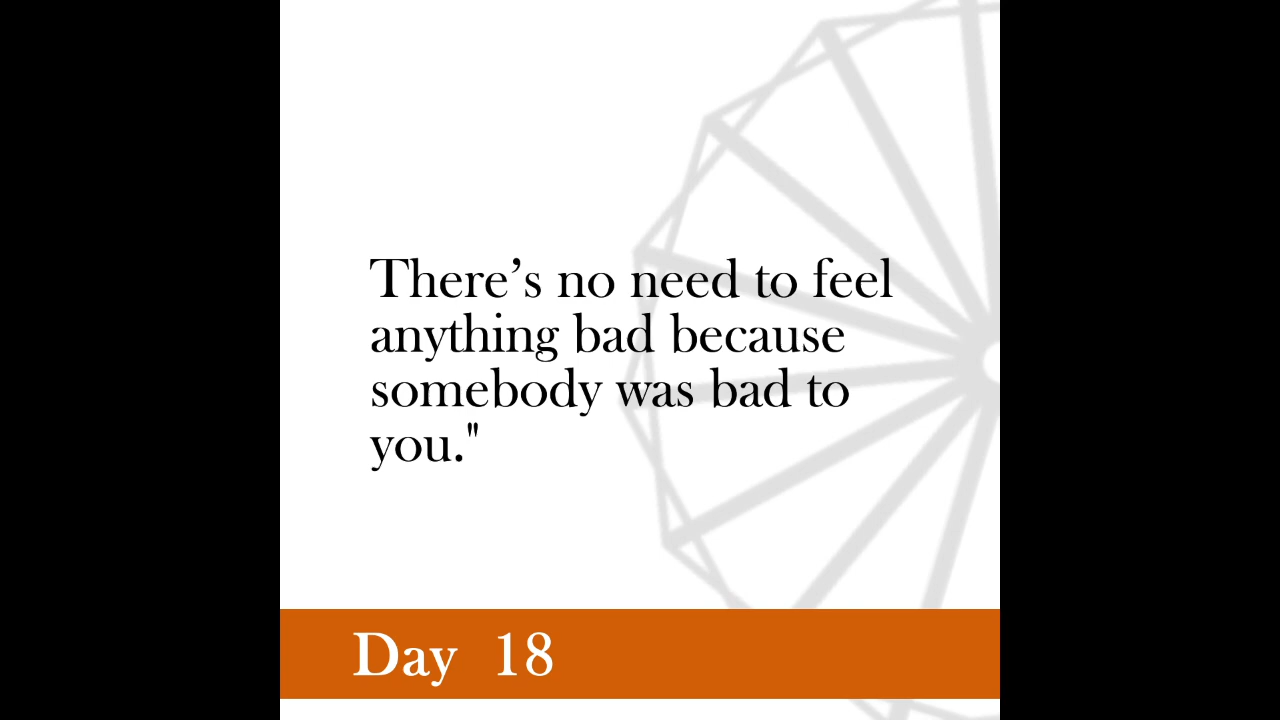 There’s no need to feel
anything bad because
somebody was bad to
you."
Day 18